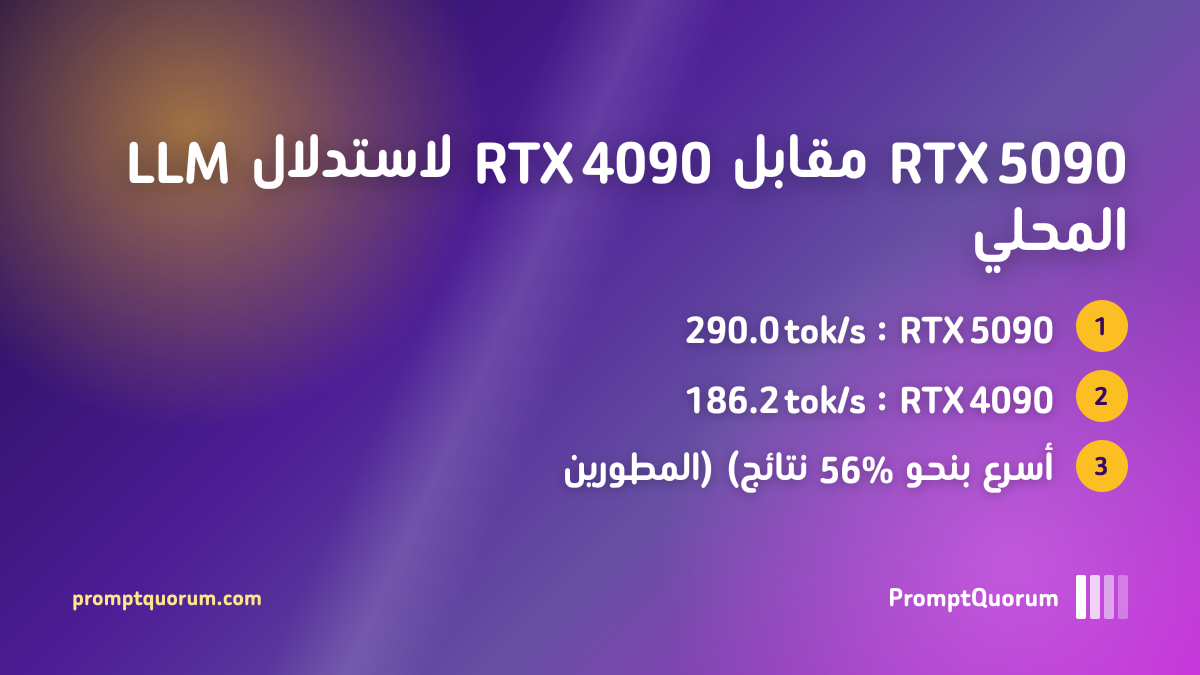 RTX 5090 مقابل RTX 4090 لاستدلال LLM
المحلي
1 RTX 5090 : 290.0 tok/s
2 RTX 4090 : 186.2 tok/s
3 أسرع بنحو 56% نتائج) (المطورين
PromptQuorum
promptquorum.com